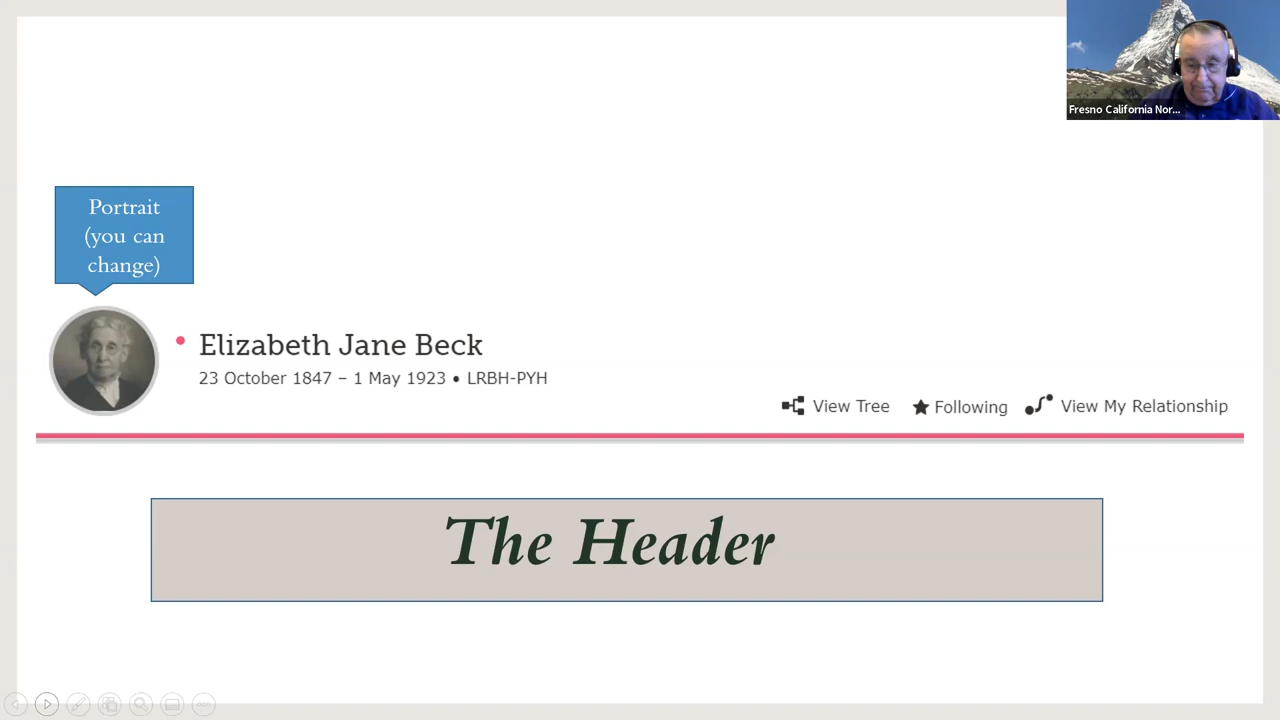 Fresno California Nor...
Portrait
(you can
change)
Elizabeth Jane Beck
23 October 1847 – 1 May 1923 • LRBH-PYH
View Tree Following View My Relationship
The Header